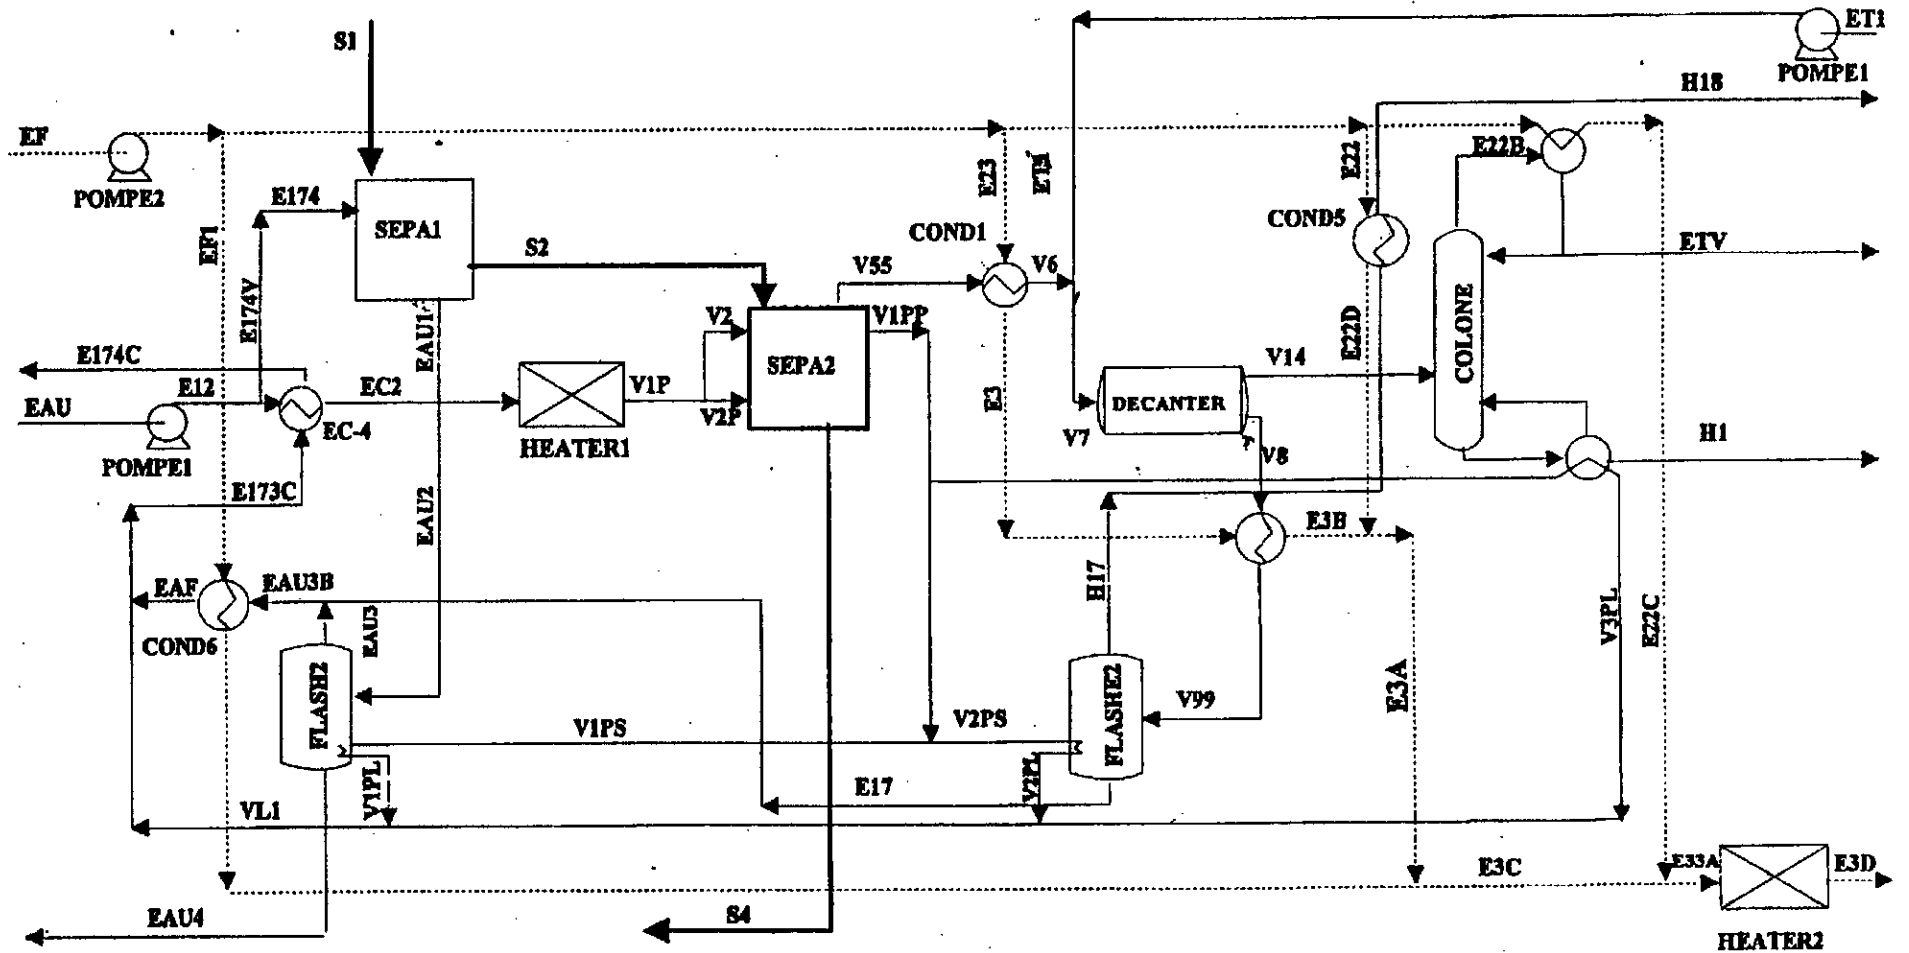 S1
ET1
POMPE1
H18
EF
POMPE2
E174
SEPA1
E23
E22
E22B
EF1
COND1
COND5
S2
V55
V6
ETV
E174V
EAU1
V2
V1PP
E22D
COLONE
E174C
SEPA2
V14
E12
EC2
V1P
E3
EAU
V2P
DECANTER
EC-4
HEATER1
V7
H1
POMPE1
V8
E173C
EAU2
E3B
EAF
EAU3B
H17
V3PL
E22C
COND6
EAU3
FLASH2
E3A
V99
FLASHE2
V1PS
V2PS
V1PL
V2PL
E17
VL1
E3C
E33A
E3D
EAU4
S4
HEATER2